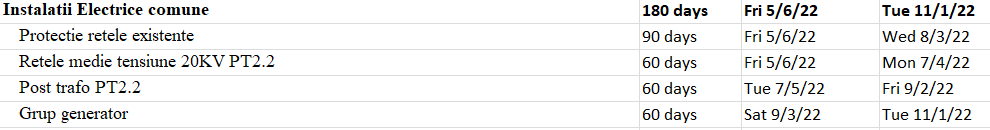 Instalatii Electrice comune 180 days Fri 5/6/22 Tue 11/1/22
Protectie retele existente 90 days Fri 5/6/22 Wed 8/3/22
Retele medie tensiune 20KV PT2.2 60 days Fri 5/6/22 Mon 7/4/22
Post trafo PT2.2 60 days Tue 7/5/22 Fri 9/2/22
Grup generator 60 days Sat 9/3/22 Tue 11/1/22